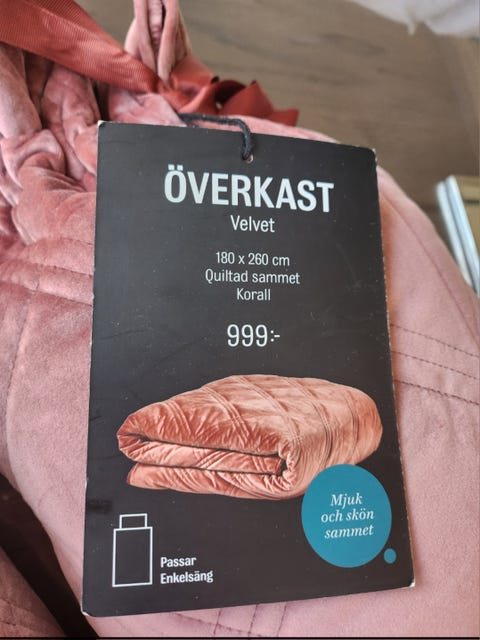 ÖVERKAST
Velvet
180 x 260 cm
Quiltad sammet
Korall
999:-
Mjuk
och skön
sammet
Passar
Enkelsäng